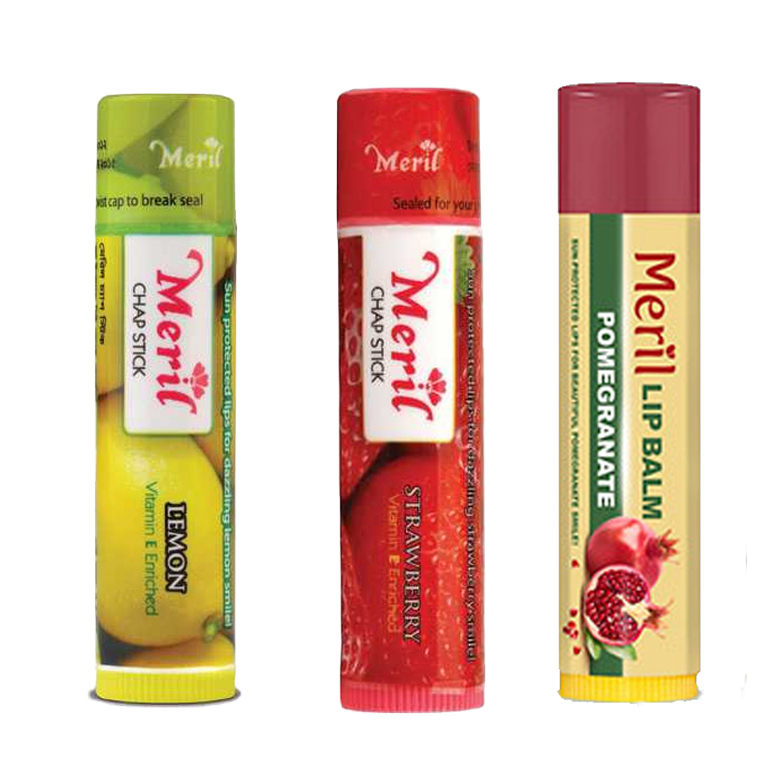 Meril
twist cap to break seal
Meril
CHAP STICK
Sun protected lips for dazzling lemon smile!
LEMON
Vitamin E Enriched
Meril
Sealed for your
Meril
CHAP STICK
Sun protected lips for dazzling strawberry smile!
STRAWBERRY
Vitamin E Enriched
Meril LIP BALM
POMEGRANATE
SUN-PROTECTED LIPS FOR BEAUTIFUL POMEGRANATE SMILE!